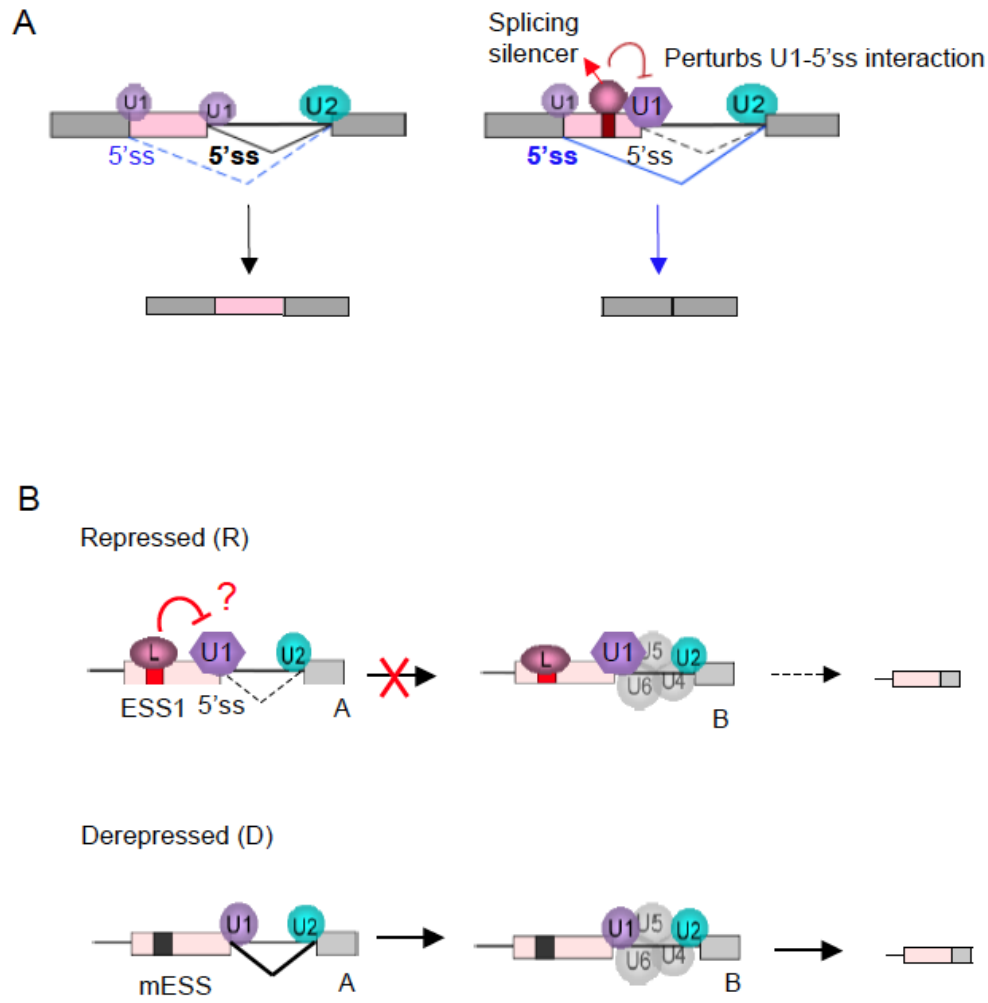 A
Splicing
silencer
Perturbs U1-5'ss interaction
U1 U1 U2
U1 U1 U2
5'ss 5'ss
5'ss 5'ss
B
Repressed (R)
?
L U1 U2
L U1 U5 U2
U6 U4
ESS1 5'ss A
B
Derepressed (D)
U1 U2
U1 U5 U2
U6 U4
mESS A
B